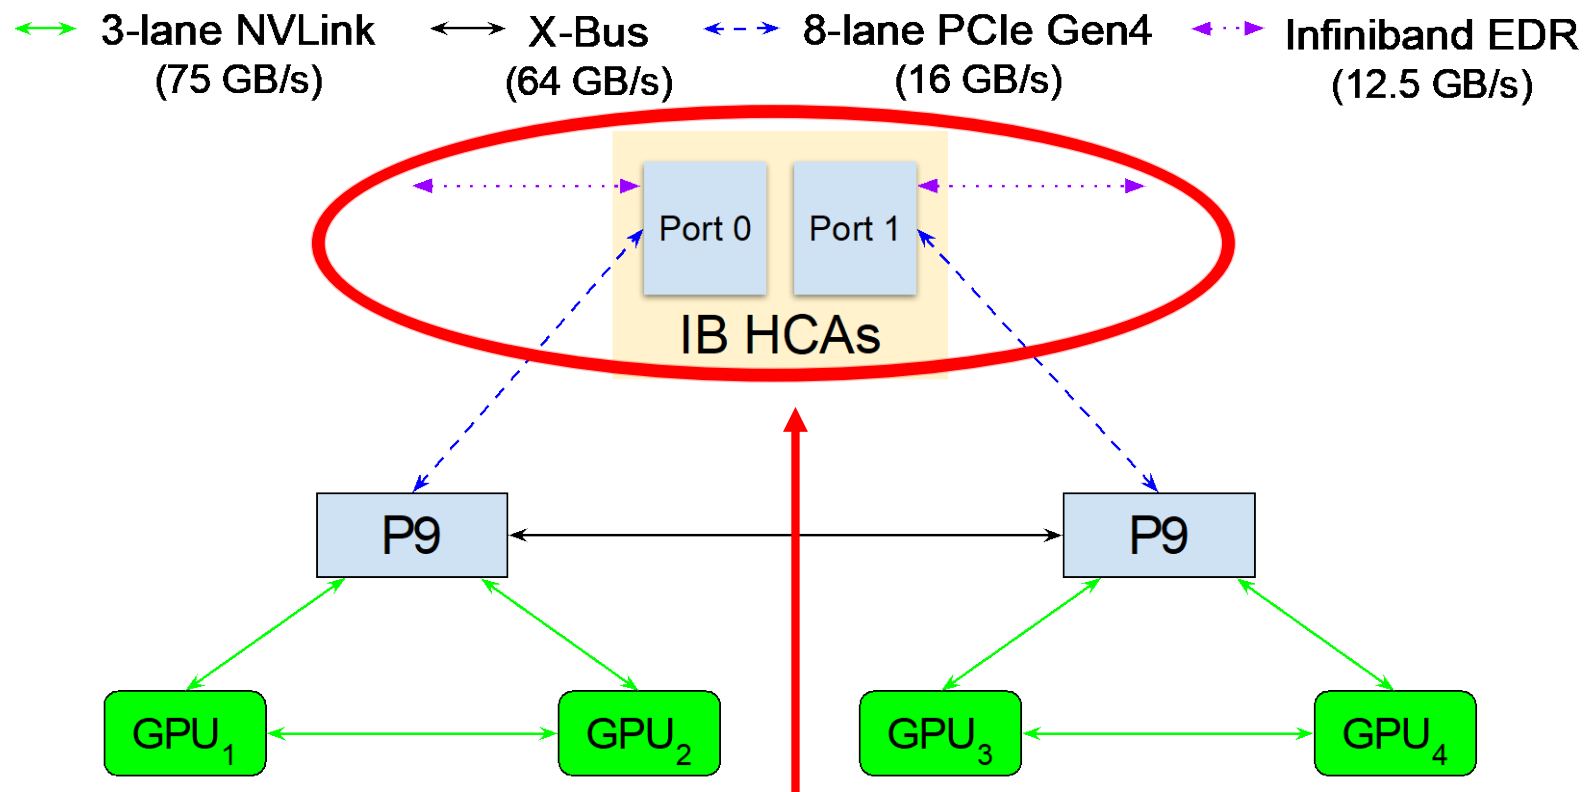 3-lane NVLink
(75 GB/s)
X-Bus
(64 GB/s)
8-lane PCIe Gen4
(16 GB/s)
Infiniband EDR
(12.5 GB/s)
Port 0
Port 1
IB HCAs
P9
P9
GPU1
GPU2
GPU3
GPU4